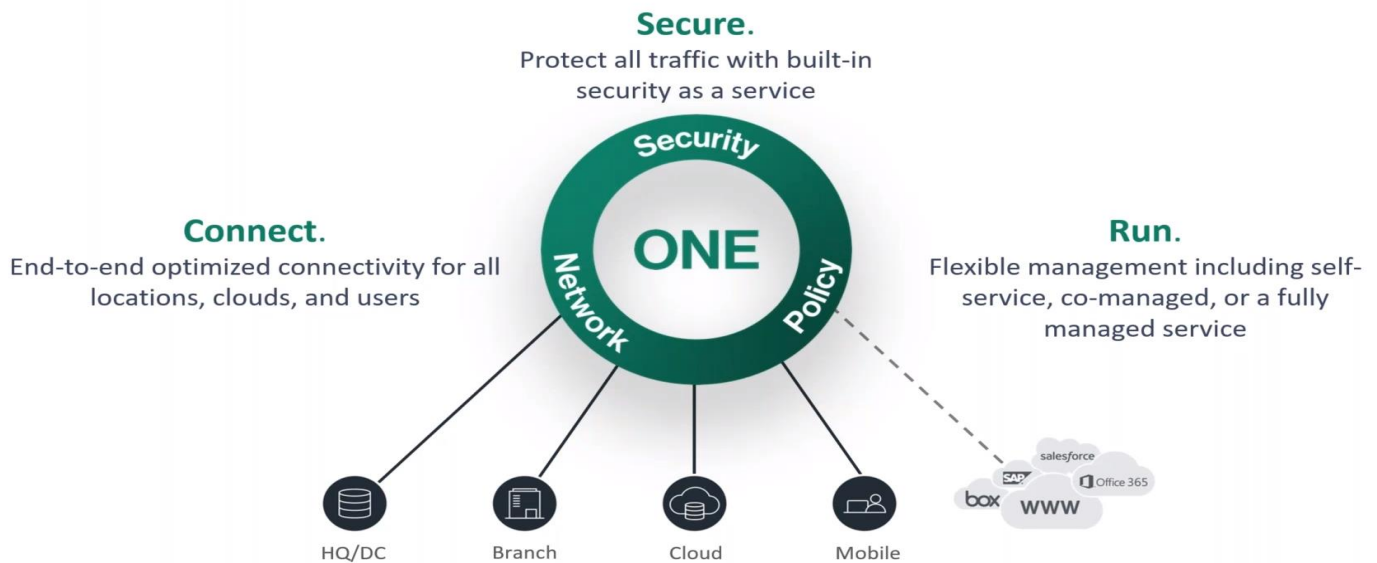 Secure.
Protect all traffic with built-in
security as a service
Security
ONE
Network
Policy
Connect.
End-to-end optimized connectivity for all
locations, clouds, and users
Run.
Flexible management including self-
service, co-managed, or a fully
managed service
HQ/DC
Branch
Cloud
Mobile
salesforce
SAP
Office 365
box
WWW